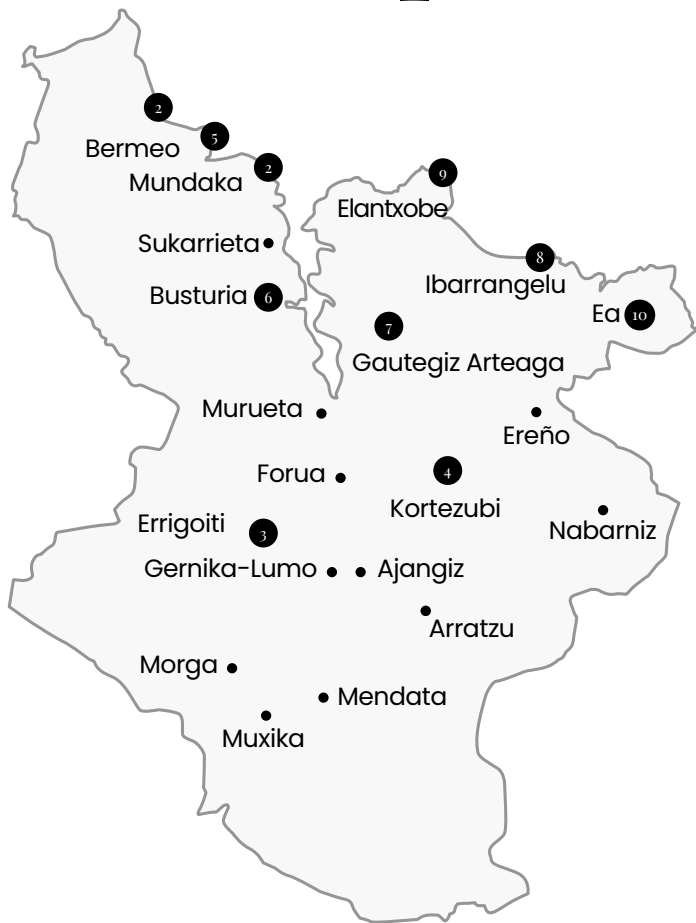 2
5
Bermeo
2
Mundaka
9
Elantxobe
Sukarrieta
8
Ibarrangelu
Busturia 6
Ea 10
7
Gautegiz Arteaga
Murueta
Ereño
Forua
4
Kortezubi
Errigoiti
3
Nabarniz
Gernika-Lumo
Ajangiz
Arratzu
Morga
Mendata
Muxika